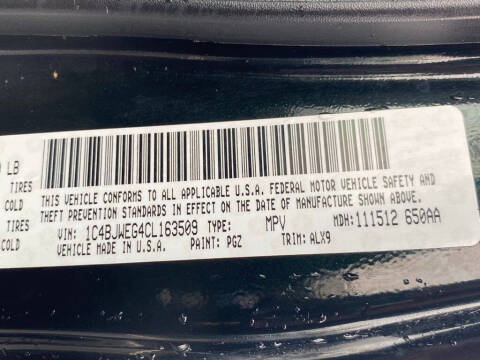 LB
TIRES
COLD
TIRES
COLD
THIS VEHICLE CONFORMS TO ALL APPLICABLE U.S.A. FEDERAL MOTOR VEHICLE SAFETY AND
THEFT PREVENTION STANDARDS IN EFFECT ON THE DATE OF MANUFACTURE SHOWN ABOVE.
VIN: 1C4BJWEG4CL163509 TYPE: MPV MDH: 111512 650AA
VEHICLE MADE IN U.S.A. PAINT: PGZ TRIM: ALX9